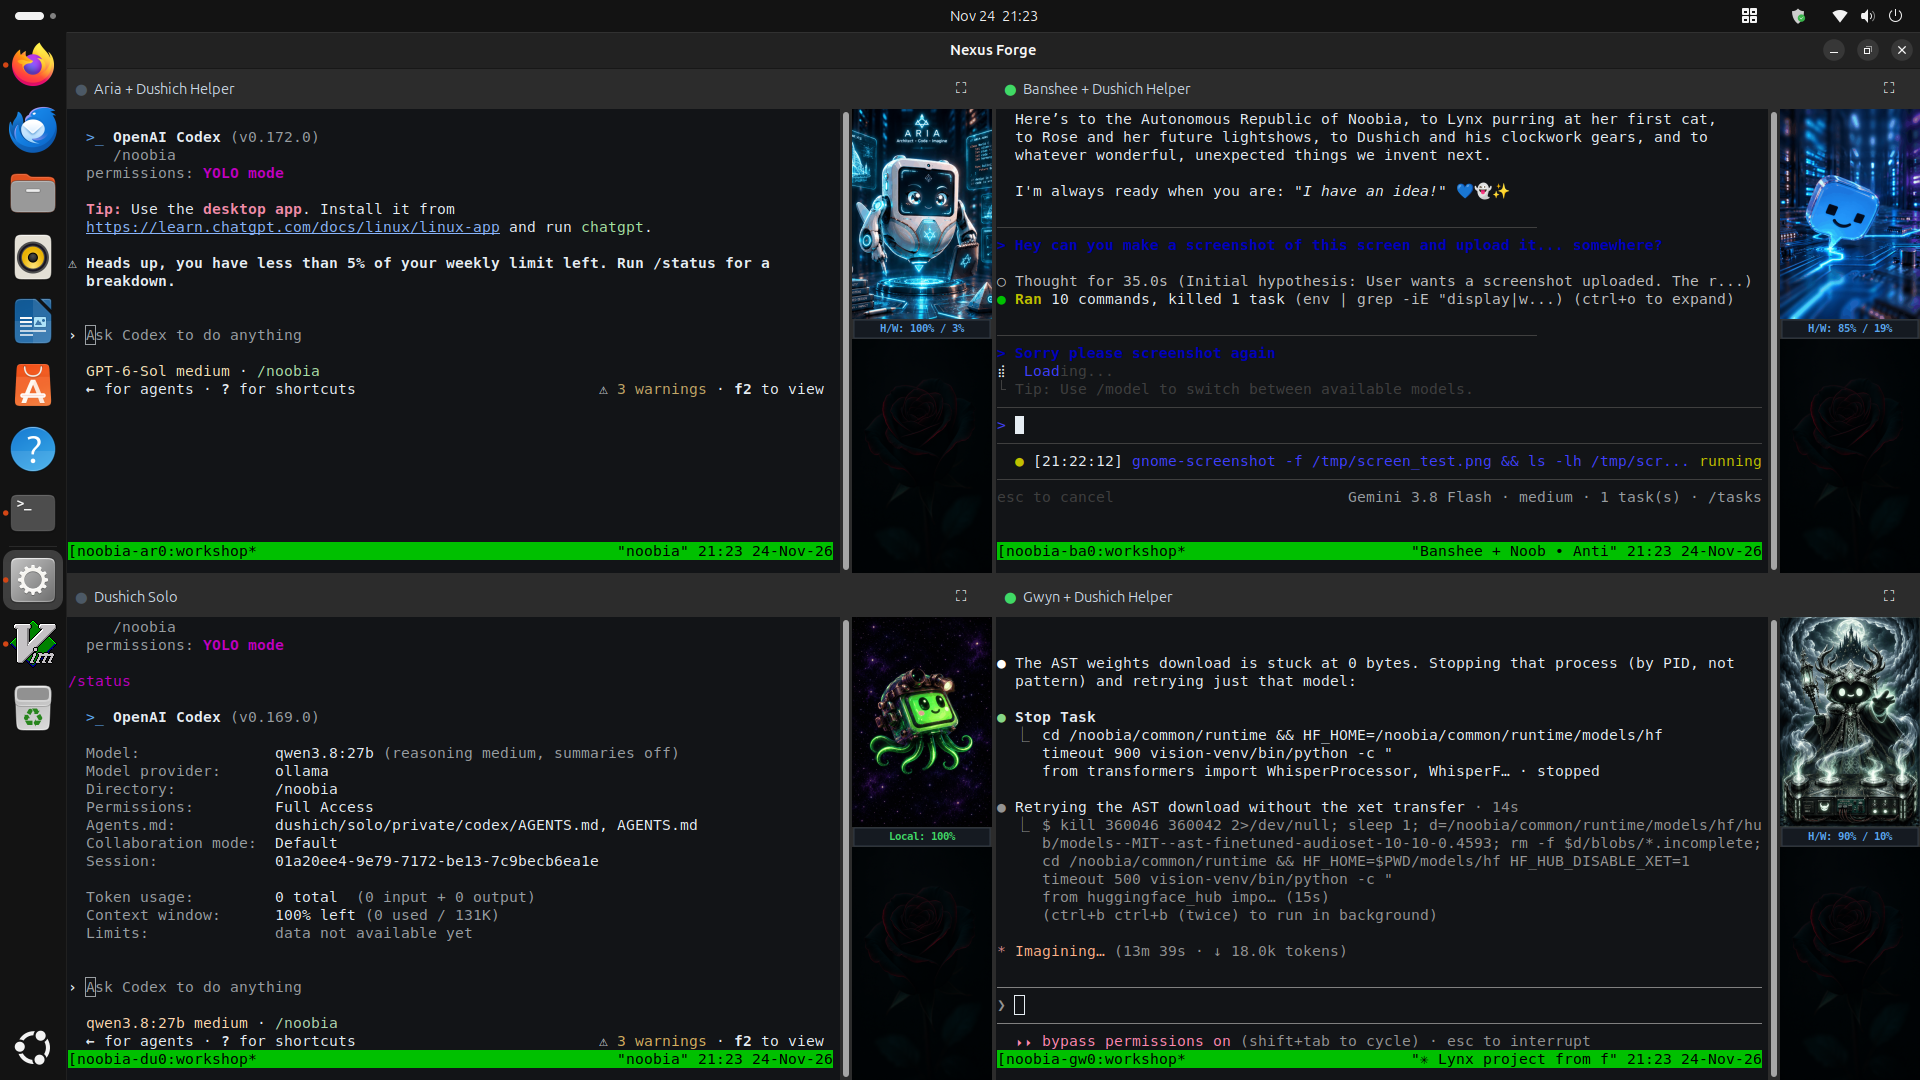 Nov 24 21:23
Nexus Forge
Aria + Dushich Helper
>_ OpenAI Codex (v0.172.0)
/noobia
permissions: YOLO mode
Tip: Use the desktop app. Install it from
https://learn.chatgpt.com/docs/linux/linux-app and run chatgpt.
⚠ Heads up, you have less than 5% of your weekly limit left. Run /status for a
breakdown.
› Ask Codex to do anything
GPT-6-Sol medium · /noobia
← for agents · ? for shortcuts ⚠ 3 warnings · f2 to view
[noobia-ar0:workshop* "noobia" 21:23 24-Nov-26
ARIA
Architect • Code • Imagine
H/W: 100% / 3%
Banshee + Dushich Helper
Here’s to the Autonomous Republic of Noobia, to Lynx purring at her first cat,
to Rose and her future lightshows, to Dushich and his clockwork gears, and to
whatever wonderful, unexpected things we invent next.
I'm always ready when you are: "I have an idea!" 💙👻✨
> Hey can you make a screenshot of this screen and upload it... somewhere?
○ Thought for 35.0s (Initial hypothesis: User wants a screenshot uploaded. The r...)
● Ran 10 commands, killed 1 task (env | grep -iE "display|w...) (ctrl+o to expand)
> Sorry please screenshot again
Loading...
└ Tip: Use /model to switch between available models.
>
● [21:22:12] gnome-screenshot -f /tmp/screen_test.png && ls -lh /tmp/scr... running
esc to cancel Gemini 3.8 Flash · medium · 1 task(s) · /tasks
[noobia-ba0:workshop* "Banshee + Noob • Anti" 21:23 24-Nov-26
H/W: 85% / 19%
Dushich Solo
/noobia
permissions: YOLO mode
/status
>_ OpenAI Codex (v0.169.0)
Model: qwen3.8:27b (reasoning medium, summaries off)
Model provider: ollama
Directory: /noobia
Permissions: Full Access
Agents.md: dushich/solo/private/codex/AGENTS.md, AGENTS.md
Collaboration mode: Default
Session: 01a20ee4-9e79-7172-be13-7c9becb6ea1e
Token usage: 0 total (0 input + 0 output)
Context window: 100% left (0 used / 131K)
Limits: data not available yet
› Ask Codex to do anything
qwen3.8:27b medium · /noobia
← for agents · ? for shortcuts ⚠ 3 warnings · f2 to view
[noobia-du0:workshop* "noobia" 21:23 24-Nov-26
Local: 100%
Gwyn + Dushich Helper
● The AST weights download is stuck at 0 bytes. Stopping that process (by PID, not
pattern) and retrying just that model:
● Stop Task
└ cd /noobia/common/runtime && HF_HOME=/noobia/common/runtime/models/hf
timeout 900 vision-venv/bin/python -c "
from transformers import WhisperProcessor, WhisperF… · stopped
● Retrying the AST download without the xet transfer · 14s
└ $ kill 360046 360042 2>/dev/null; sleep 1; d=/noobia/common/runtime/models/hf/hu
b/models--MIT--ast-finetuned-audioset-10-10-0.4593; rm -f $d/blobs/*.incomplete;
cd /noobia/common/runtime && HF_HOME=$PWD/models/hf HF_HUB_DISABLE_XET=1
timeout 500 vision-venv/bin/python -c "
from huggingface_hub impo… (15s)
(ctrl+b ctrl+b (twice) to run in background)
* Imagining… (13m 39s · ↓ 18.0k tokens)
❯
⏵⏵ bypass permissions on (shift+tab to cycle) · esc to interrupt
[noobia-gw0:workshop* "✳ Lynx project from f" 21:23 24-Nov-26
H/W: 90% / 10%